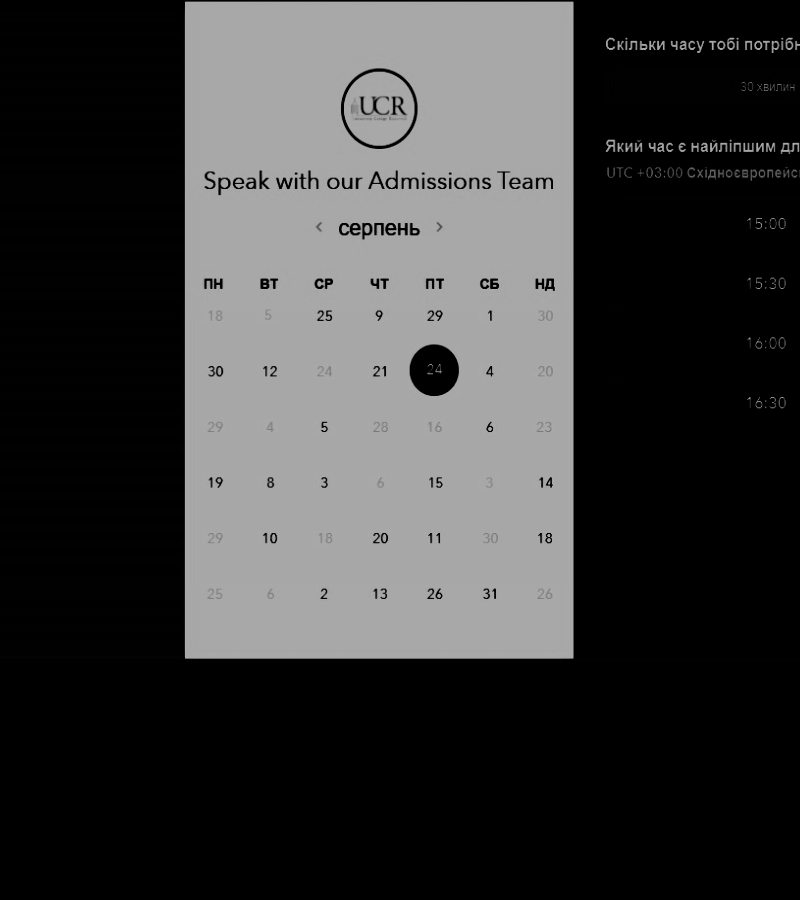 UCR
Speak with our Admissions Team
< серпень >
ПН ВТ СР ЧТ ПТ СБ НД
18 5 25 9 29 1 30
30 12 24 21 24 4 20
29 4 5 28 16 6 23
19 8 3 6 15 3 14
29 10 18 20 11 30 18
25 6 2 13 26 31 26
Скільки часу тобі потрібн
30 хвилин
Який час є найліпшим дл
UTC +03:00 Східноєвропейс
15:00
15:30
16:00
16:30